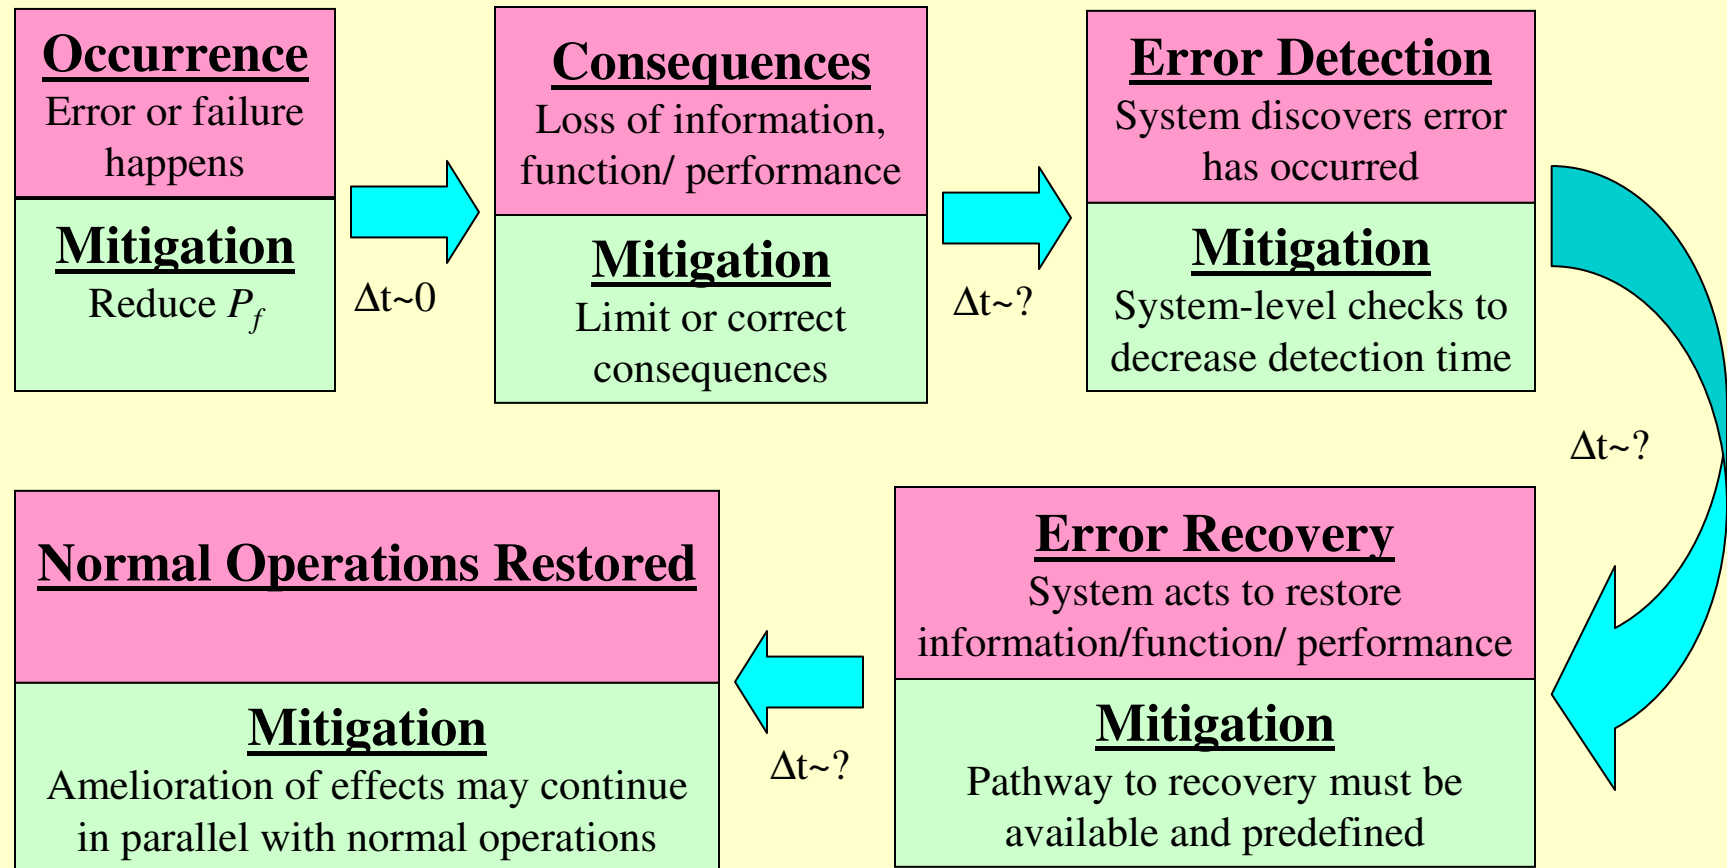 Occurrence
Error or failure
happens
Mitigation
Reduce P_f
Δt~0
Consequences
Loss of information,
function/ performance
Mitigation
Limit or correct
consequences
Δt~?
Error Detection
System discovers error
has occurred
Mitigation
System-level checks to
decrease detection time
Δt~?
Error Recovery
System acts to restore
information/function/ performance
Mitigation
Pathway to recovery must be
available and predefined
Δt~?
Normal Operations Restored
Mitigation
Amelioration of effects may continue
in parallel with normal operations